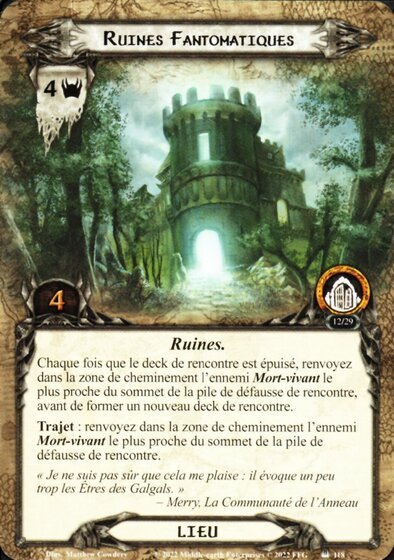 Ruines Fantomatiques
4
4
12/29
Ruines.
Chaque fois que le deck de rencontre est épuisé, renvoyez
dans la zone de cheminement l'ennemi Mort-vivant le
plus proche du sommet de la pile de défausse de rencontre,
avant de former un nouveau deck de rencontre.
Trajet : renvoyez dans la zone de cheminement l'ennemi
Mort-vivant le plus proche du sommet de la pile de
défausse de rencontre.
« Je ne suis pas sûr que cela me plaise : il évoque un peu
trop les Êtres des Galgals. »
– Merry, La Communauté de l'Anneau
LIEU
Illus. Matthew Cowdery © 2022 Middle-earth Enterprises © 2022 FFG 118